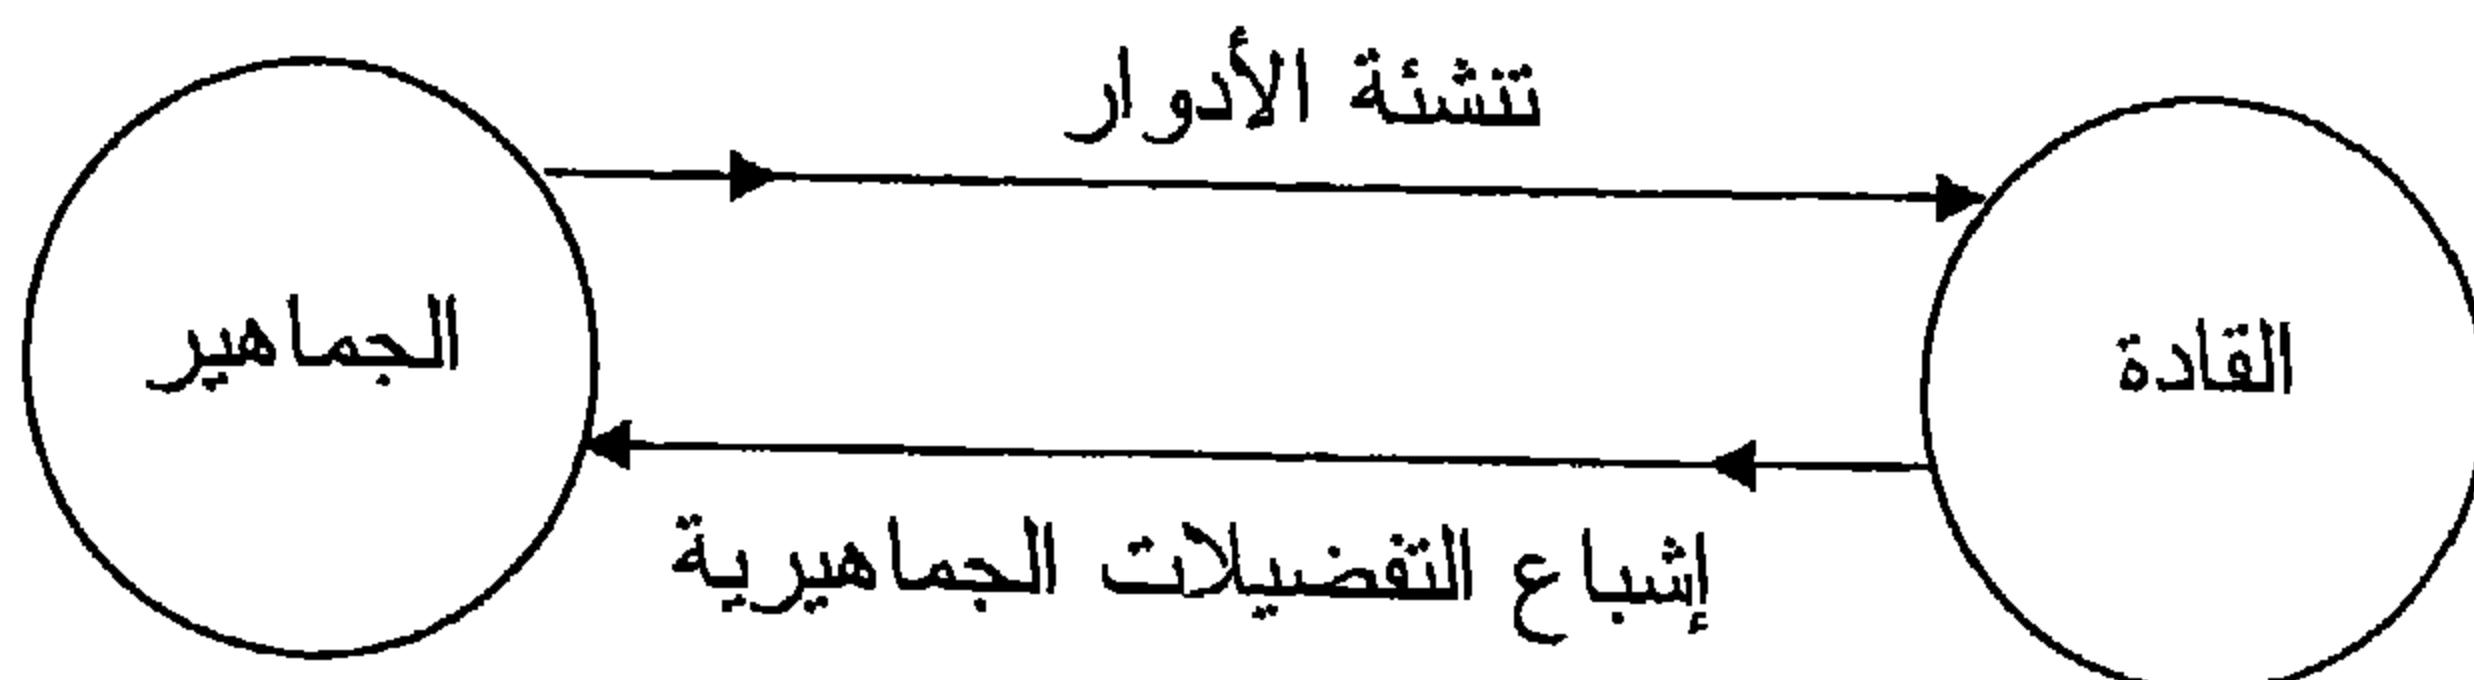 تنشئة الأدوار
القادة
الجماهير
إشباع التفضيلات الجماهيرية